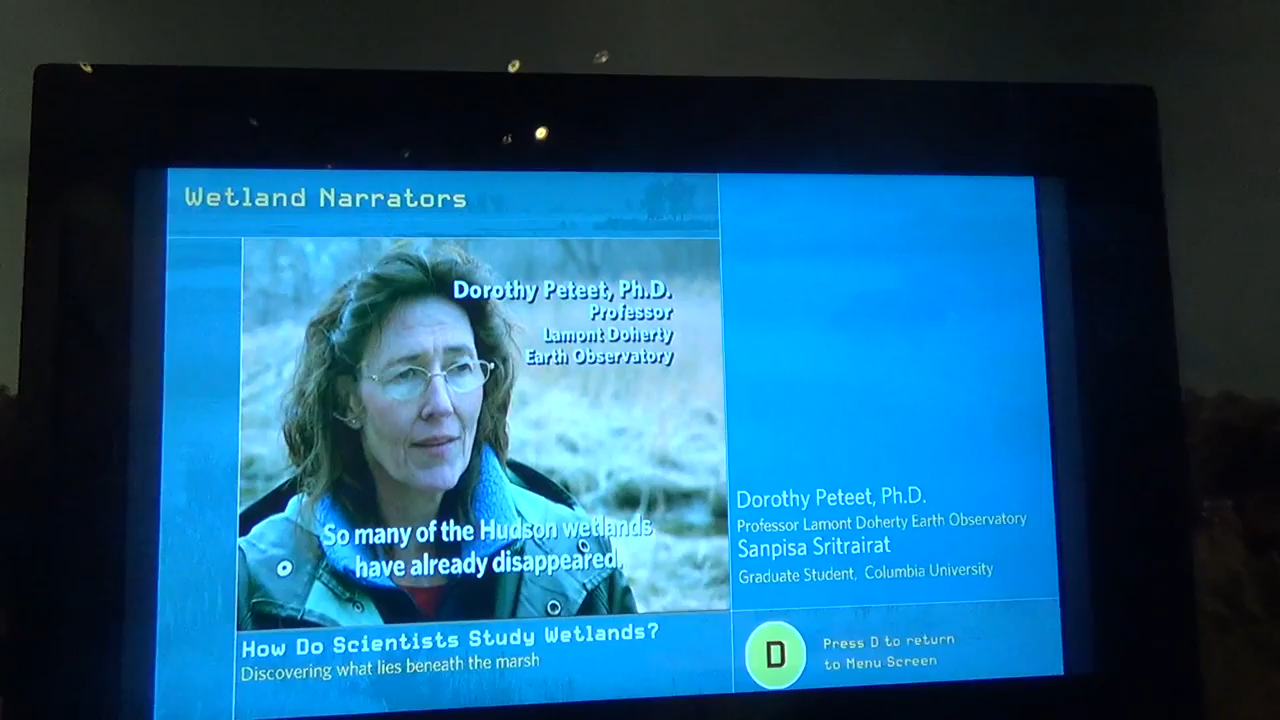 Wetland Narrators
Dorothy Peteet, Ph.D.
Professor
Lamont Doherty
Earth Observatory
So many of the Hudson wetlands
have already disappeared.
How Do Scientists Study Wetlands?
Discovering what lies beneath the marsh
Dorothy Peteet, Ph.D.
Professor Lamont Doherty Earth Observatory
Sanpisa Sritrairat
Graduate Student, Columbia University
D
Press D to return
to Menu Screen